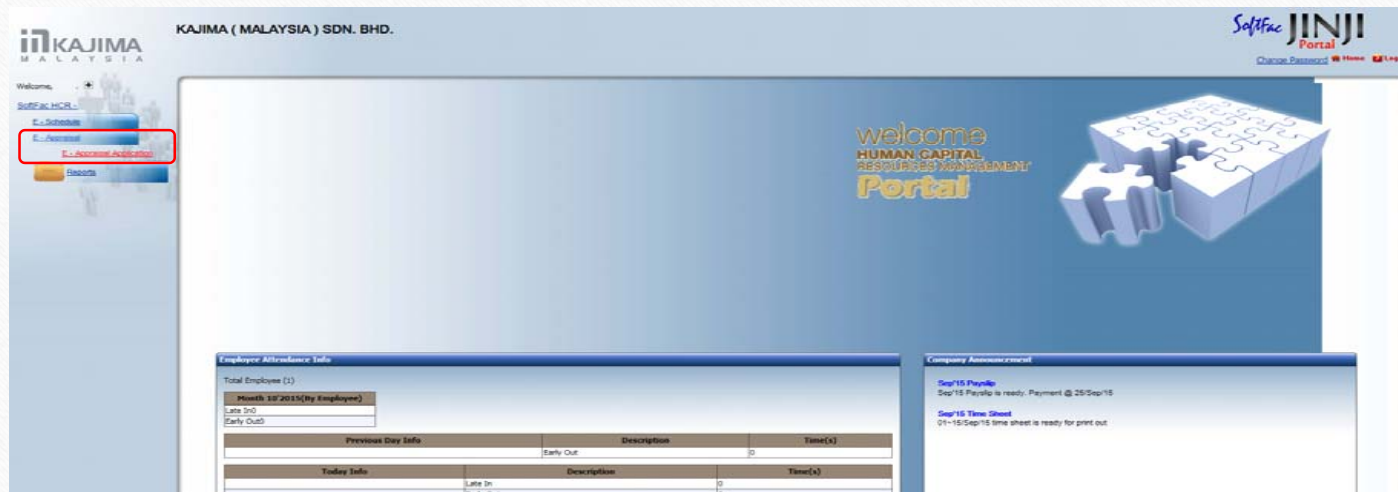 KAJIMA
MALAYSIA
KAJIMA ( MALAYSIA ) SDN. BHD.
SoftFac JINJI
Portal
Change Password Home Log
Welcome, .
SoftFac HCR -
E - Schedule
E - Appraisal
E - Appraisal Application
Reports
welcome
HUMAN CAPITAL
RESOURCES MANAGEMENT
Portal
Employee Attendance Info
Total Employee (1)
Month 10'2015(By Employee)
Late In0
Early Out0
Previous Day Info Description Time(s)
Early Out 0
Today Info Description Time(s)
Late In 0
Company Announcement
Sep'15 Payslip
Sep'15 Payslip is ready. Payment @ 25/Sep/15
Sep'15 Time Sheet
01~15/Sep/15 time sheet is ready for print out